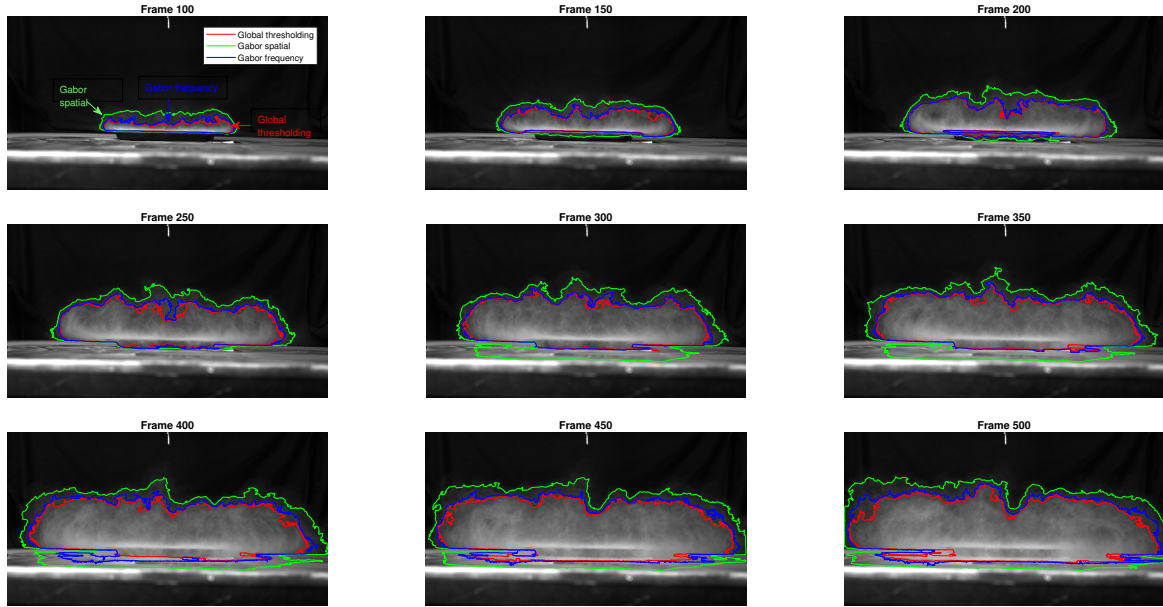 Frame 100
Global thresholding
Gabor spatial
Gabor frequency
Gabor
spatial
Gabor frequency
Global
thresholding
Frame 150
Frame 200
Frame 250
Frame 300
Frame 350
Frame 400
Frame 450
Frame 500